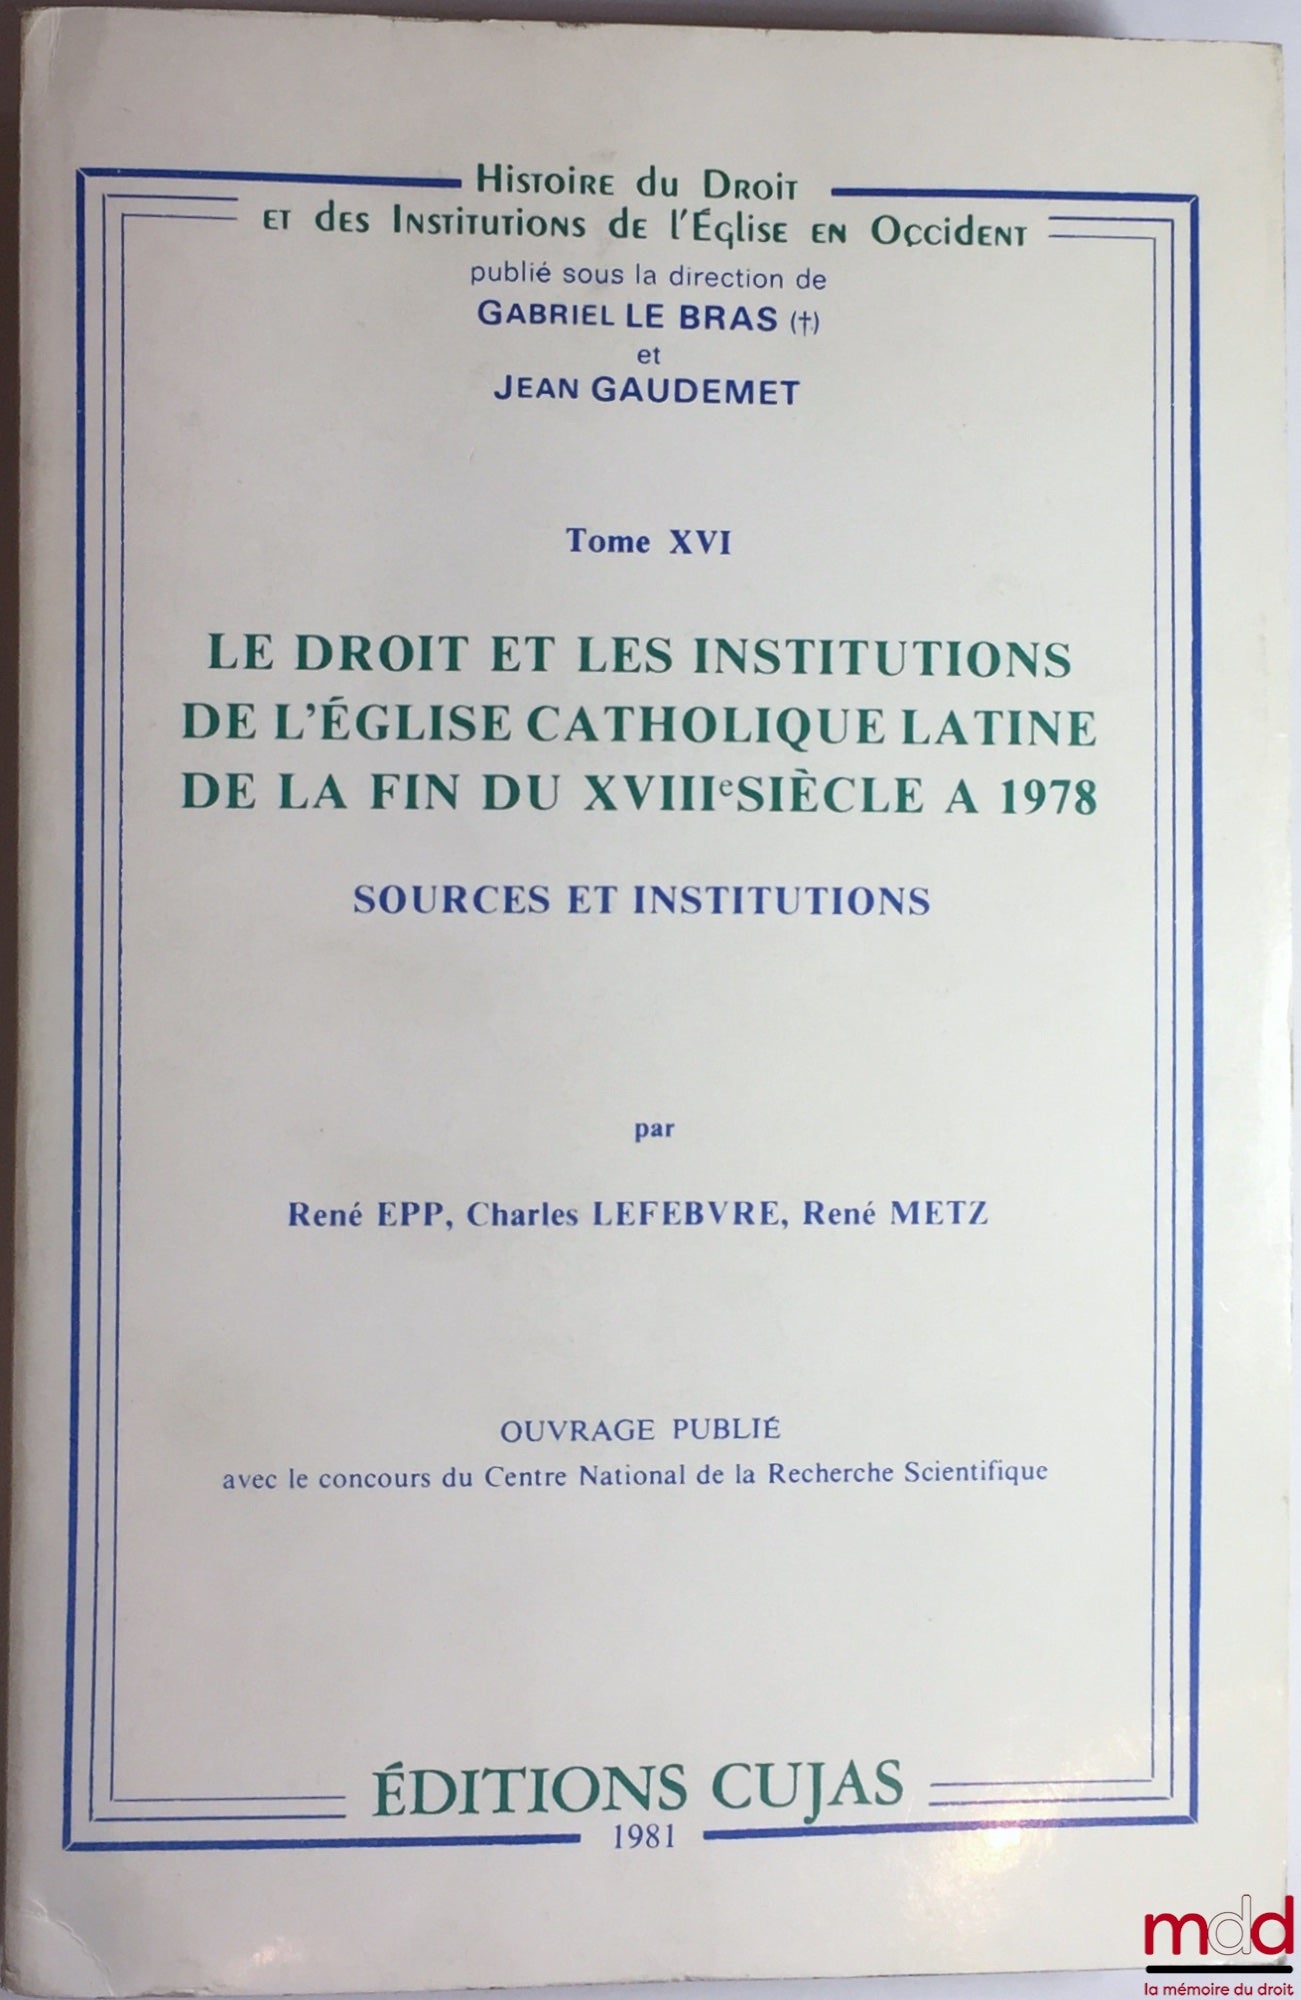 Histoire du Droit
et des Institutions de l'Église en Occident
publié sous la direction de
GABRIEL LE BRAS (†)
et
JEAN GAUDEMET
Tome XVI
LE DROIT ET LES INSTITUTIONS
DE L'ÉGLISE CATHOLIQUE LATINE
DE LA FIN DU XVIIIe SIÈCLE A 1978
SOURCES ET INSTITUTIONS
par
René EPP, Charles LEFEBVRE, René METZ
OUVRAGE PUBLIÉ
avec le concours du Centre National de la Recherche Scientifique
ÉDITIONS CUJAS
1981
mdd
la mémoire du droit